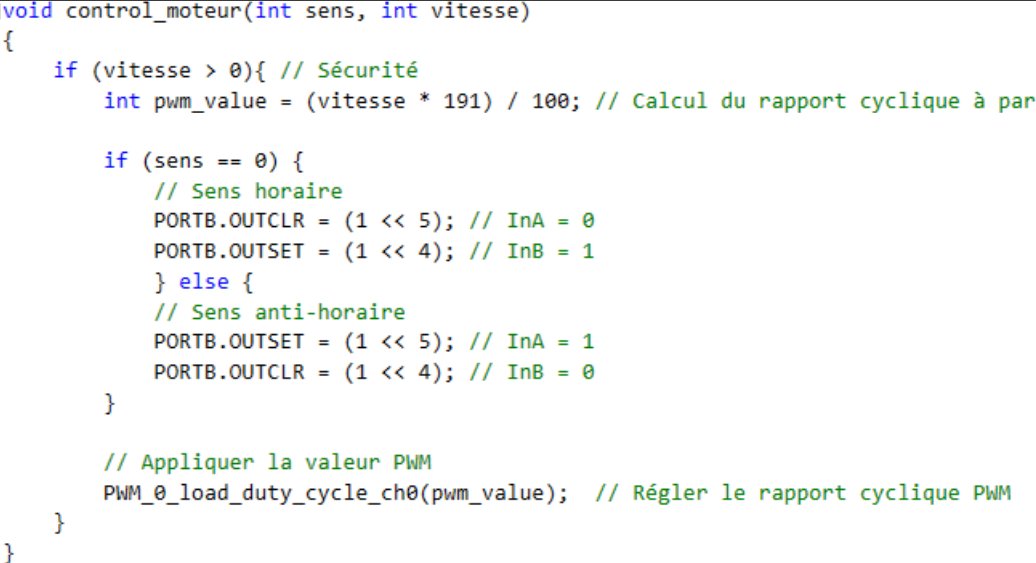 void control_moteur(int sens, int vitesse)
{
    if (vitesse > 0){ // Sécurité
        int pwm_value = (vitesse * 191) / 100; // Calcul du rapport cyclique à par

        if (sens == 0) {
            // Sens horaire
            PORTB.OUTCLR = (1 << 5); // InA = 0
            PORTB.OUTSET = (1 << 4); // InB = 1
            } else {
            // Sens anti-horaire
            PORTB.OUTSET = (1 << 5); // InA = 1
            PORTB.OUTCLR = (1 << 4); // InB = 0
        }

        // Appliquer la valeur PWM
        PWM_0_load_duty_cycle_ch0(pwm_value);  // Régler le rapport cyclique PWM
    }
}